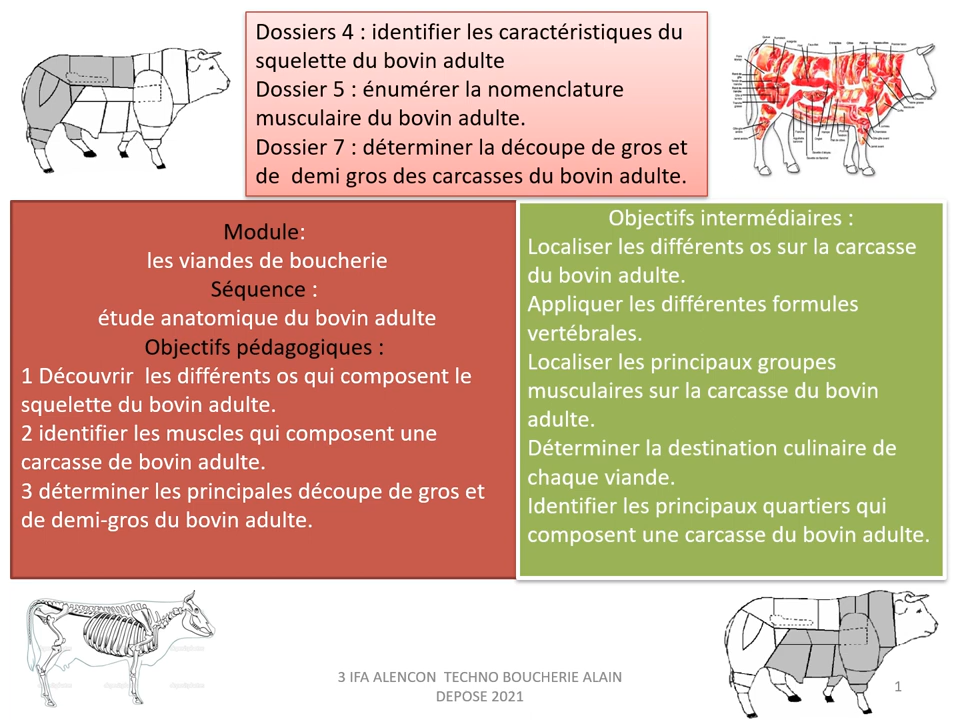 Dossiers 4 : identifier les caractéristiques du
squelette du bovin adulte
Dossier 5 : énumérer la nomenclature
musculaire du bovin adulte.
Dossier 7 : déterminer la découpe de gros et
de demi gros des carcasses du bovin adulte.
Module:
les viandes de boucherie
Séquence :
étude anatomique du bovin adulte
Objectifs pédagogiques :
1 Découvrir les différents os qui composent le
squelette du bovin adulte.
2 identifier les muscles qui composent une
carcasse de bovin adulte.
3 déterminer les principales découpe de gros et
de demi-gros du bovin adulte.
Objectifs intermédiaires :
Localiser les différents os sur la carcasse
du bovin adulte.
Appliquer les différentes formules
vertébrales.
Localiser les principaux groupes
musculaires sur la carcasse du bovin
adulte.
Déterminer la destination culinaire de
chaque viande.
Identifier les principaux quartiers qui
composent une carcasse du bovin adulte.
3 IFA ALENCON TECHNO BOUCHERIE ALAIN
DEPOSE 2021
1